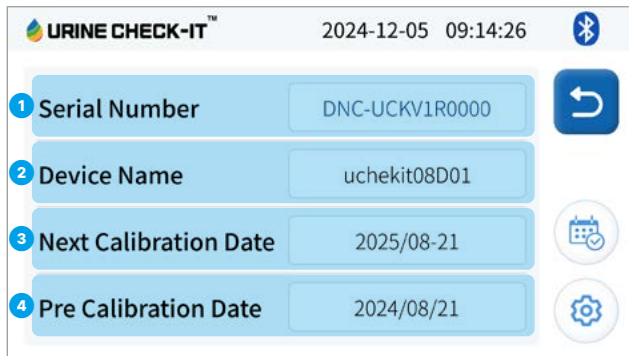 URINE CHECK-IT™ 2024-12-05 09:14:26
1 Serial Number DNC-UCKV1R0000
2 Device Name uchekit08D01
3 Next Calibration Date 2025/08-21
4 Pre Calibration Date 2024/08/21